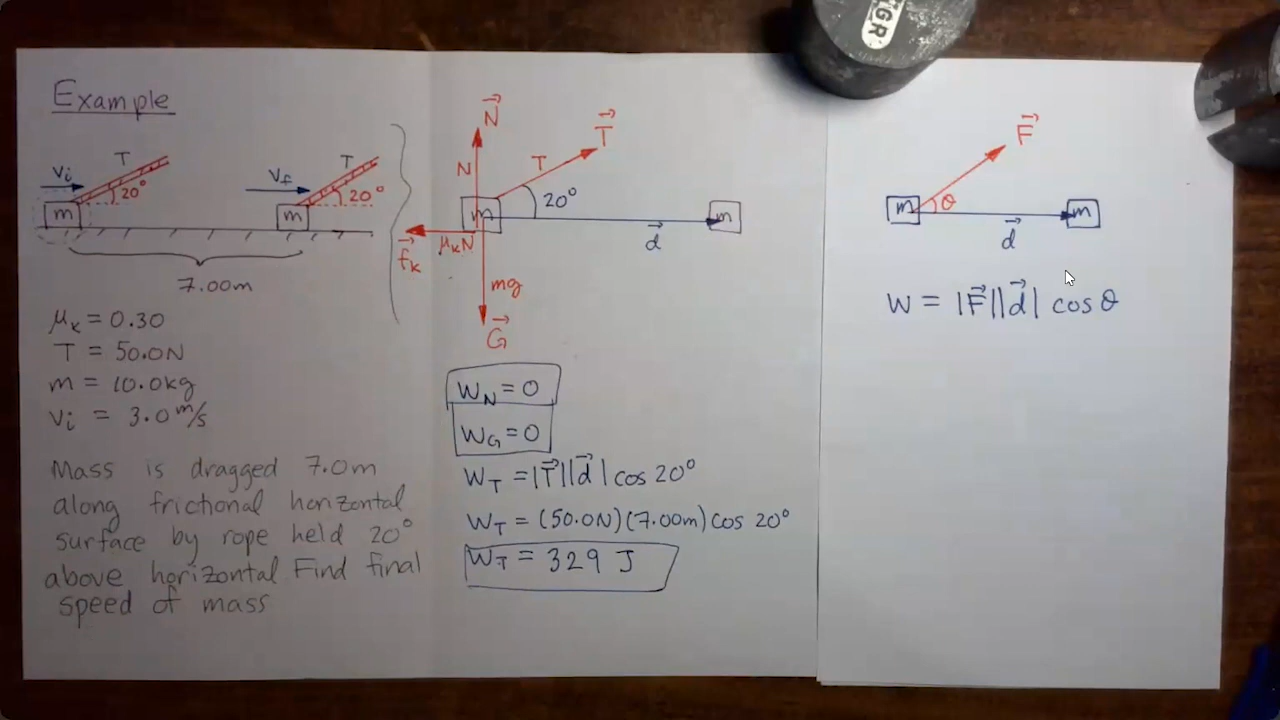 Example
Vi T 20° m
Vf T 20° m
7.00m
μk = 0.30
T = 50.0N
m = 10.0kg
Vi = 3.0 m/s
Mass is dragged 7.0m
along frictional horizontal
surface by rope held 20°
above horizontal. Find final
speed of mass
N⃗
N T T⃗
m 20° d⃗ m
f⃗k μkN
mg
G⃗
WN = 0
WG = 0
WT = |T⃗||d⃗| cos 20°
WT = (50.0N)(7.00m) cos 20°
WT = 329 J
F⃗
m θ d⃗ m
W = |F⃗||d⃗| cos θ